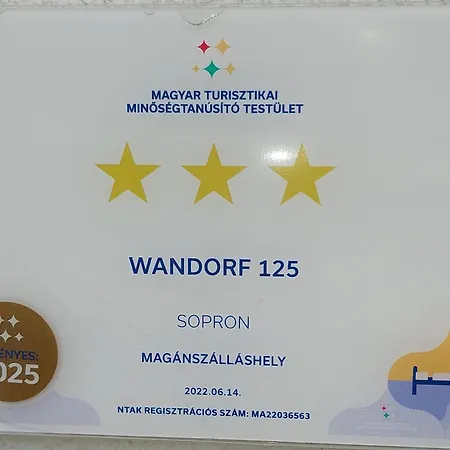 MAGYAR TURISZTIKAI
MINŐSÉGTANÚSÍTÓ TESTÜLET
WANDORF 125
SOPRON
MAGÁNSZÁLLÁSHELY
2022.06.14.
NTAK REGISZTRÁCIÓS SZÁM: MA22036563
ÉNYES:
025